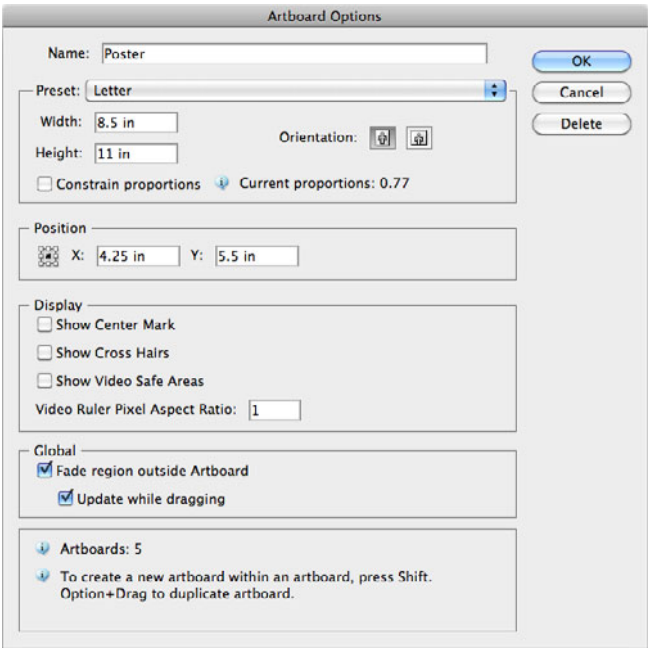 Artboard Options
Name: Poster
OK
Preset: Letter
Cancel
Width: 8.5 in
Orientation:
Delete
Height: 11 in
Constrain proportions Current proportions: 0.77
Position
X: 4.25 in Y: 5.5 in
Display
Show Center Mark
Show Cross Hairs
Show Video Safe Areas
Video Ruler Pixel Aspect Ratio: 1
Global
Fade region outside Artboard
Update while dragging
Artboards: 5
To create a new artboard within an artboard, press Shift.
Option+Drag to duplicate artboard.